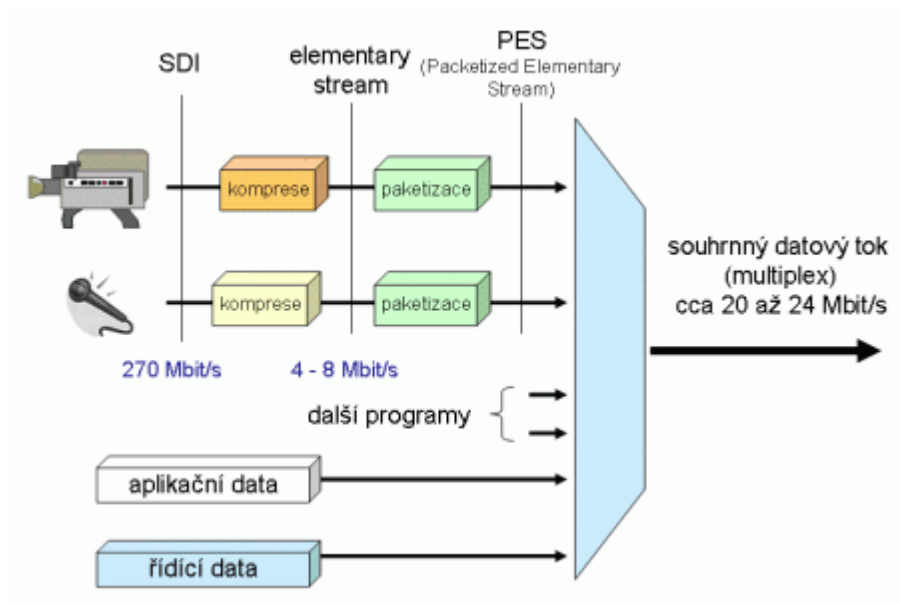 SDI
elementary
stream
PES
(Packetized Elementary
Stream)
komprese
paketizace
komprese
paketizace
270 Mbit/s
4 - 8 Mbit/s
souhrnný datový tok
(multiplex)
cca 20 až 24 Mbit/s
další programy
aplikační data
řídící data